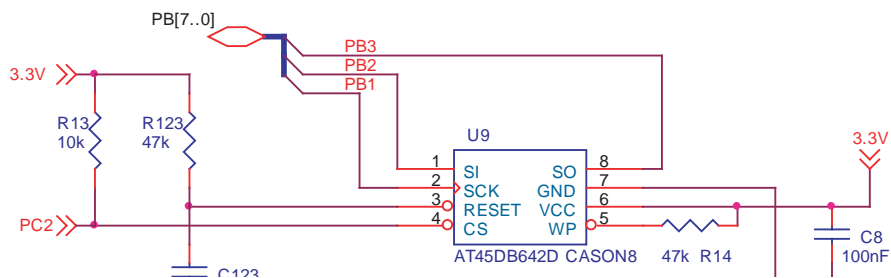 PB[7..0]
PB3
PB2
PB1
3.3V
R13
10k
R123
47k
U9
3.3V
1
SI
SO
8
2
SCK
GND
7
3
RESET
VCC
6
4
CS
WP
5
PC2
AT45DB642D CASON8
47k R14
C8
100nF
C123